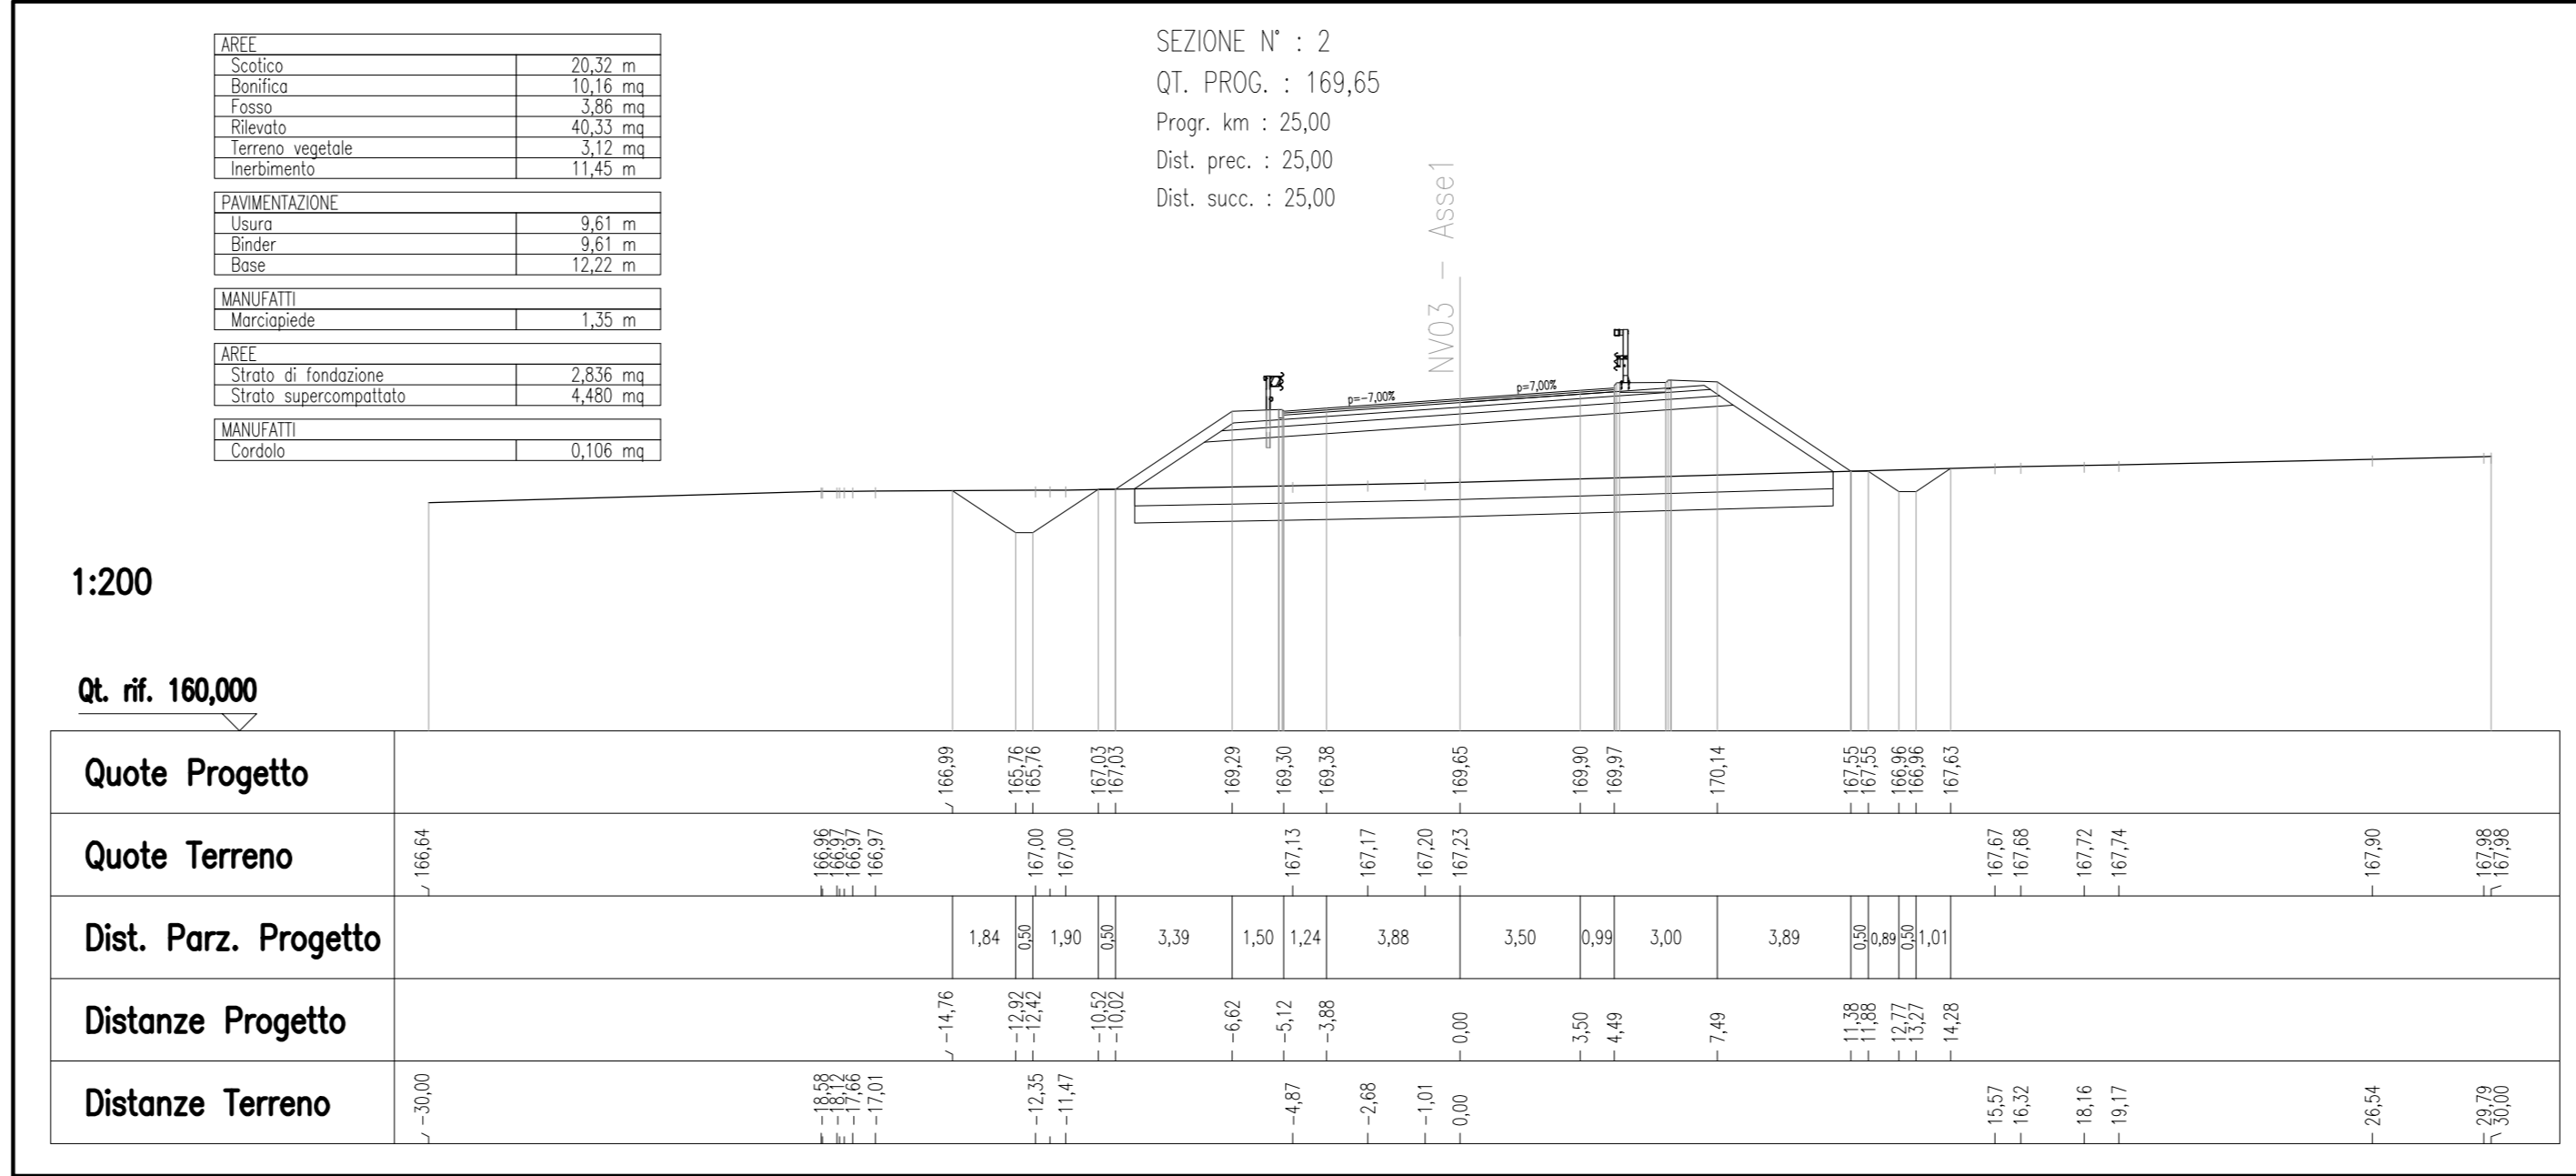 AREE
Scotico 20,32 m
Bonifica 10,16 mq
Fosso 3,86 mq
Rilevato 40,33 mq
Terreno vegetale 3,12 mq
Inerbimento 11,45 m
PAVIMENTAZIONE
Usura 9,61 m
Binder 9,61 m
Base 12,22 m
MANUFATTI
Marciapiede 1,35 m
AREE
Strato di fondazione 2,836 mq
Strato supercompattato 4,480 mq
MANUFATTI
Cordolo 0,106 mq
SEZIONE N° : 2
QT. PROG. : 169,65
Progr. km : 25,00
Dist. prec. : 25,00
Dist. succ. : 25,00
NV03 - Asse1
p=-7,00%
p=7,00%
1:200
Qt. rif. 160,000
Quote Progetto 166,99 165,76 165,76 167,03 167,03 169,29 169,30 169,38 169,65 169,90 169,97 170,14 167,55 167,55 166,96 166,96 167,63
Quote Terreno 166,64 166,96 166,97 166,97 166,97 167,00 167,00 167,13 167,17 167,20 167,23 167,67 167,68 167,72 167,74 167,90 167,98 167,98
Dist. Parz. Progetto 1,84 0,50 1,90 0,50 3,39 1,50 1,24 3,88 3,50 0,99 3,00 3,89 0,50 0,89 0,50 1,01
Distanze Progetto -14,76 -12,92 -12,42 -10,52 -10,02 -6,62 -5,12 -3,88 0,00 3,50 4,49 7,49 11,38 11,88 12,77 13,27 14,28
Distanze Terreno -30,00 -18,58 -18,12 -17,66 -17,01 -12,35 -11,47 -4,87 -2,68 -1,01 0,00 15,57 16,32 18,16 19,17 26,54 29,79 30,00